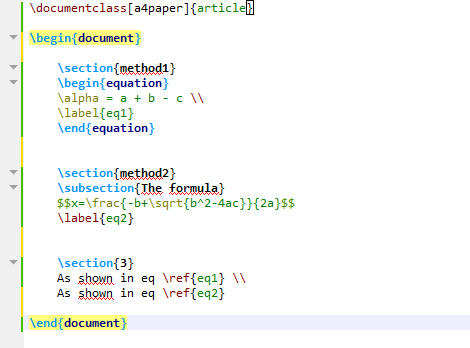 \documentclass[a4paper]{article}
\begin{document}
\section{method1}
\begin{equation}
\alpha = a + b - c \\
\label{eq1}
\end{equation}
\section{method2}
\subsection{The formula}
$$x=\frac{-b+\sqrt{b^2-4ac}}{2a}$$
\label{eq2}
\section{3}
As shown in eq \ref{eq1} \\
As shown in eq \ref{eq2}
\end{document}